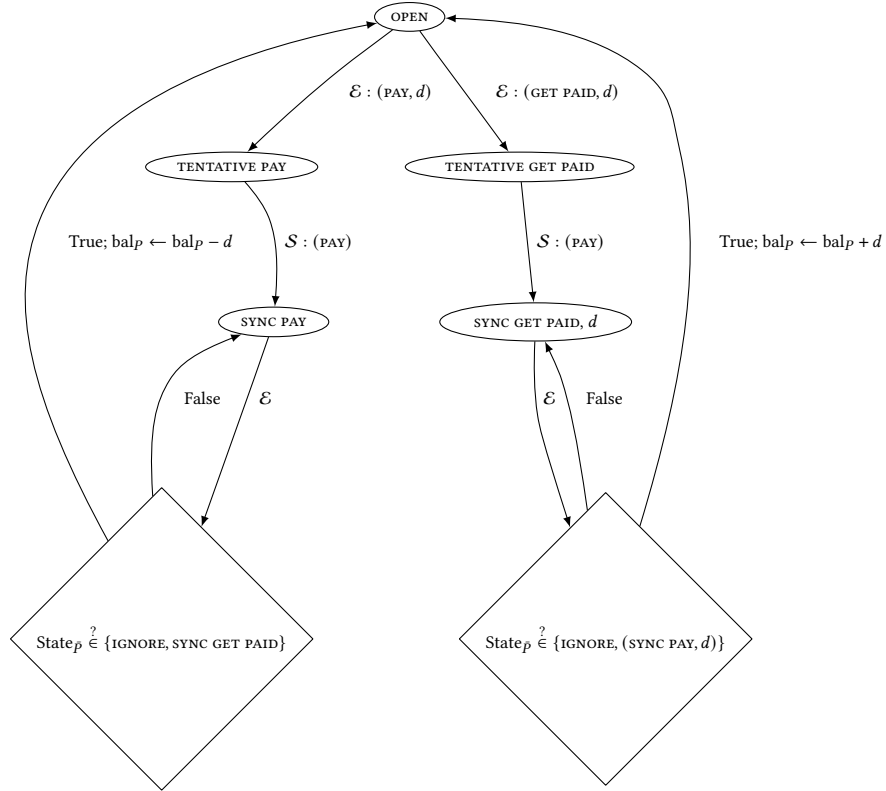 OPEN
ℰ : (PAY, d)
ℰ : (GET PAID, d)
TENTATIVE PAY
TENTATIVE GET PAID
True; bal_P ← bal_P − d
𝒮 : (PAY)
𝒮 : (PAY)
True; bal_P ← bal_P + d
SYNC PAY
SYNC GET PAID, d
False
ℰ
ℰ
False
State_P̄ ∈? {IGNORE, SYNC GET PAID}
State_P̄ ∈? {IGNORE, (SYNC PAY, d)}